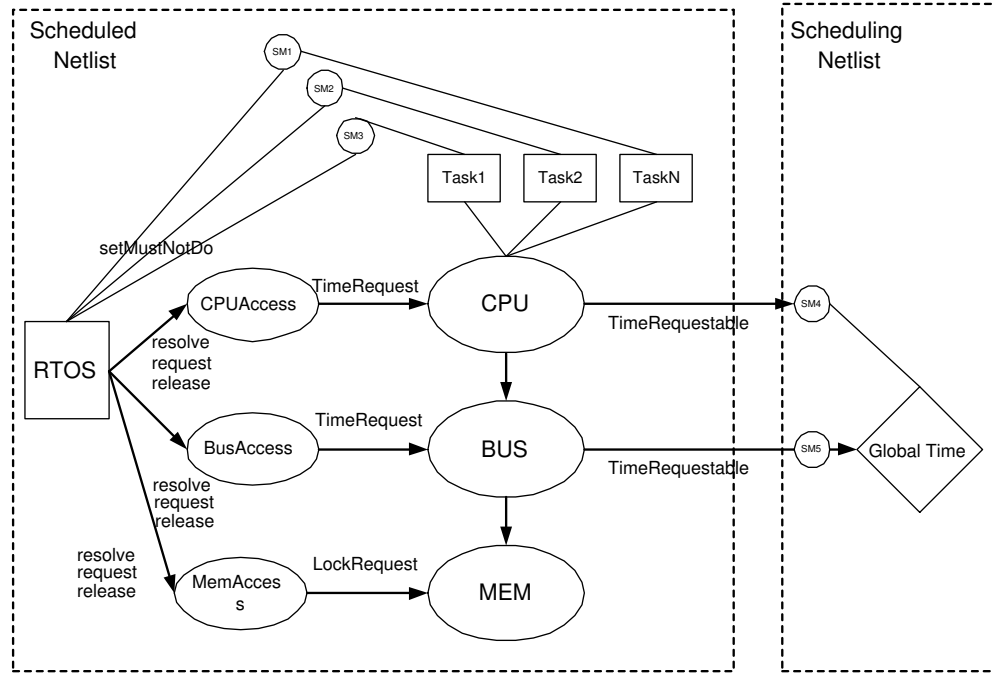 Scheduled
Netlist
Scheduling
Netlist
SM1
SM2
SM3
Task1
Task2
TaskN
setMustNotDo
CPUAccess
TimeRequest
CPU
TimeRequestable
SM4
RTOS
resolve
request
release
BusAccess
TimeRequest
BUS
TimeRequestable
SM5
Global Time
resolve
request
release
resolve
request
release
MemAcces
s
LockRequest
MEM